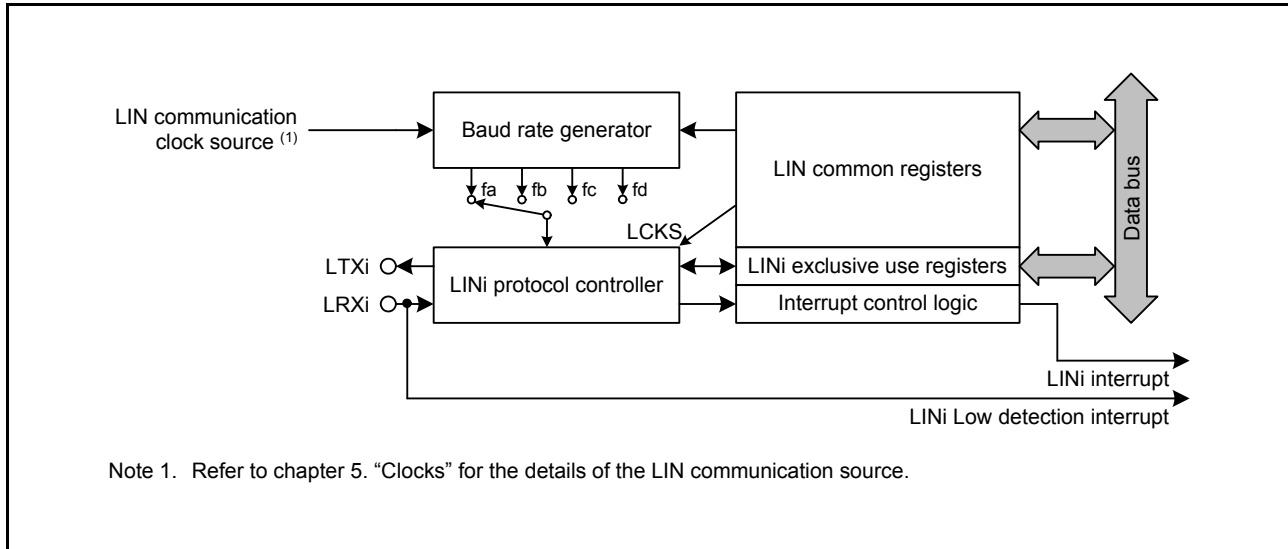 LIN communication
clock source (1)
Baud rate generator
LIN common registers
Data bus
fa
fb
fc
fd
LCKS
LTXi
LRXi
LINi protocol controller
LINi exclusive use registers
Interrupt control logic
LINi interrupt
LINi Low detection interrupt
Note 1. Refer to chapter 5. “Clocks” for the details of the LIN communication source.